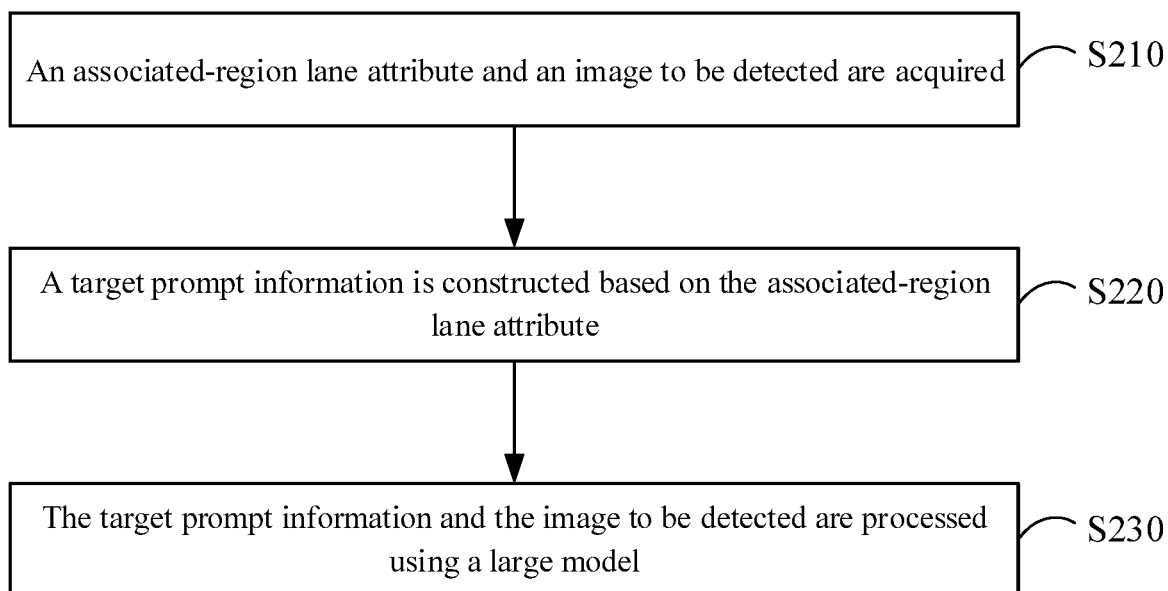 An associated-region lane attribute and an image to be detected are acquired
S210
A target prompt information is constructed based on the associated-region
lane attribute
S220
The target prompt information and the image to be detected are processed
using a large model
S230